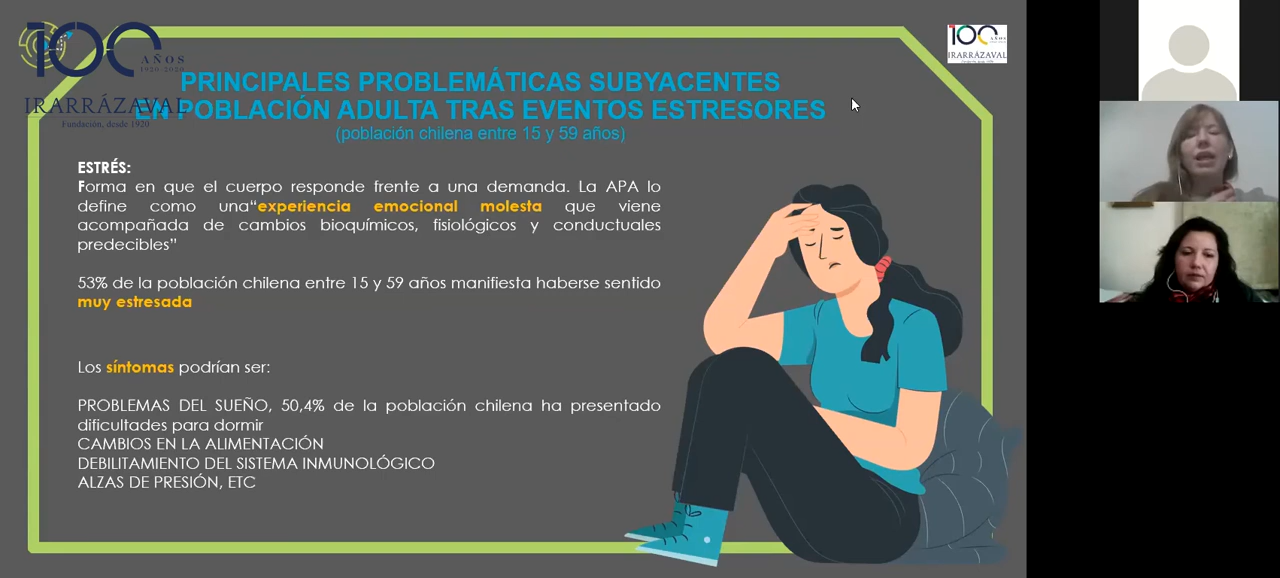 100
AÑOS
1920-2020
IRARRÁZAVAL
Fundación, desde 1920
100 AÑOS
IRARRÁZAVAL
PRINCIPALES PROBLEMÁTICAS SUBYACENTES
EN POBLACIÓN ADULTA TRAS EVENTOS ESTRESORES
(población chilena entre 15 y 59 años)
ESTRÉS:
Forma en que el cuerpo responde frente a una demanda. La APA lo
define como una“experiencia emocional molesta que viene
acompañada de cambios bioquímicos, fisiológicos y conductuales
predecibles”
53% de la población chilena entre 15 y 59 años manifiesta haberse sentido
muy estresada
Los síntomas podrían ser:
PROBLEMAS DEL SUEÑO, 50,4% de la población chilena ha presentado
dificultades para dormir
CAMBIOS EN LA ALIMENTACIÓN
DEBILITAMIENTO DEL SISTEMA INMUNOLÓGICO
ALZAS DE PRESIÓN, ETC